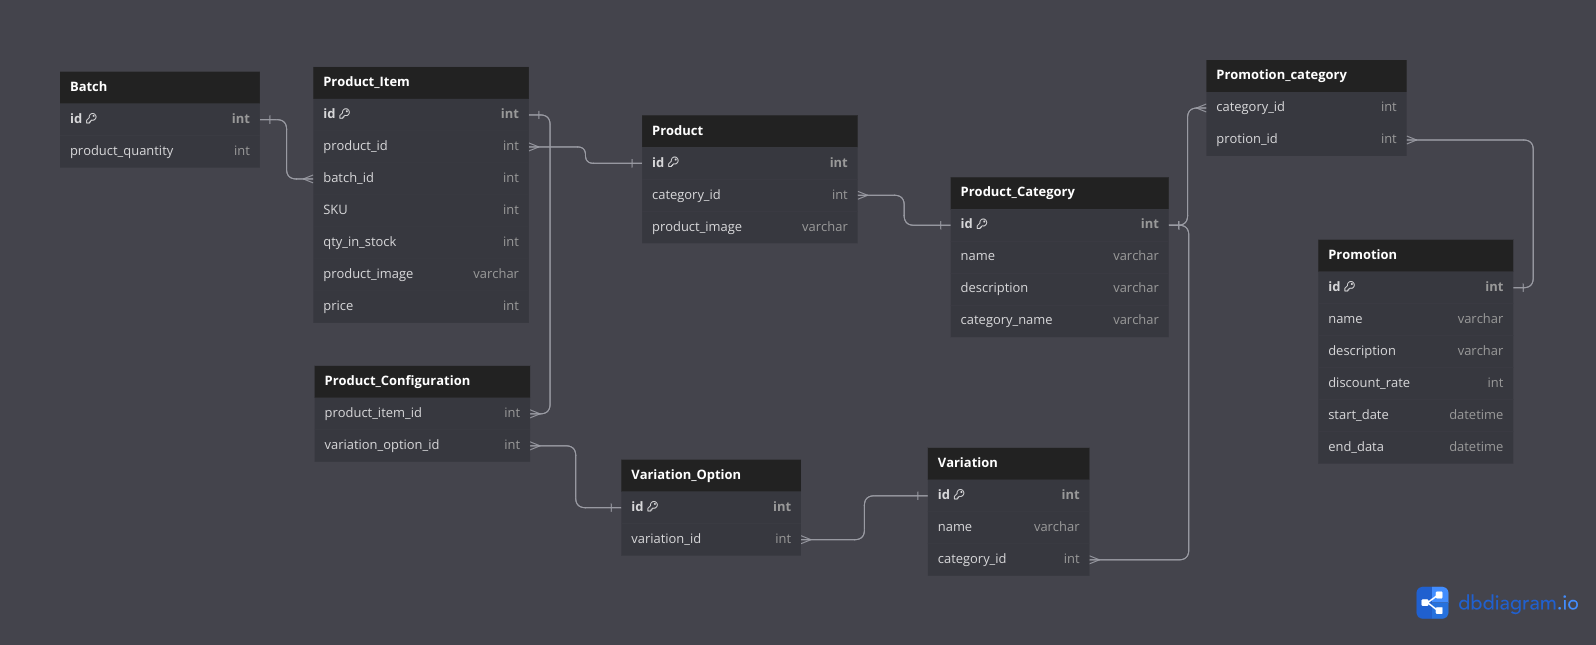 Batch
id int
product_quantity int
Product_Item
id int
product_id int
batch_id int
SKU int
qty_in_stock int
product_image varchar
price int
Product_Configuration
product_item_id int
variation_option_id int
Product
id int
category_id int
product_image varchar
Variation_Option
id int
variation_id int
Product_Category
id int
name varchar
description varchar
category_name varchar
Variation
id int
name varchar
category_id int
Promotion_category
category_id int
protion_id int
Promotion
id int
name varchar
description varchar
discount_rate int
start_date datetime
end_data datetime
dbdiagram.io